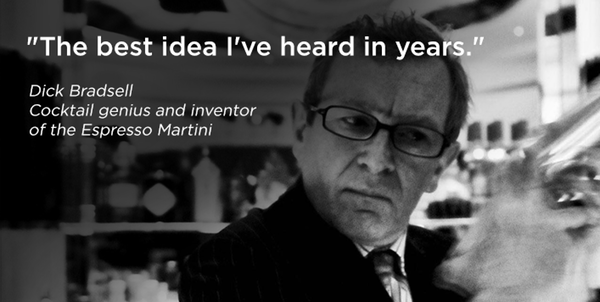 "The best idea I've heard in years."
Dick Bradsell
Cocktail genius and inventor
of the Espresso Martini